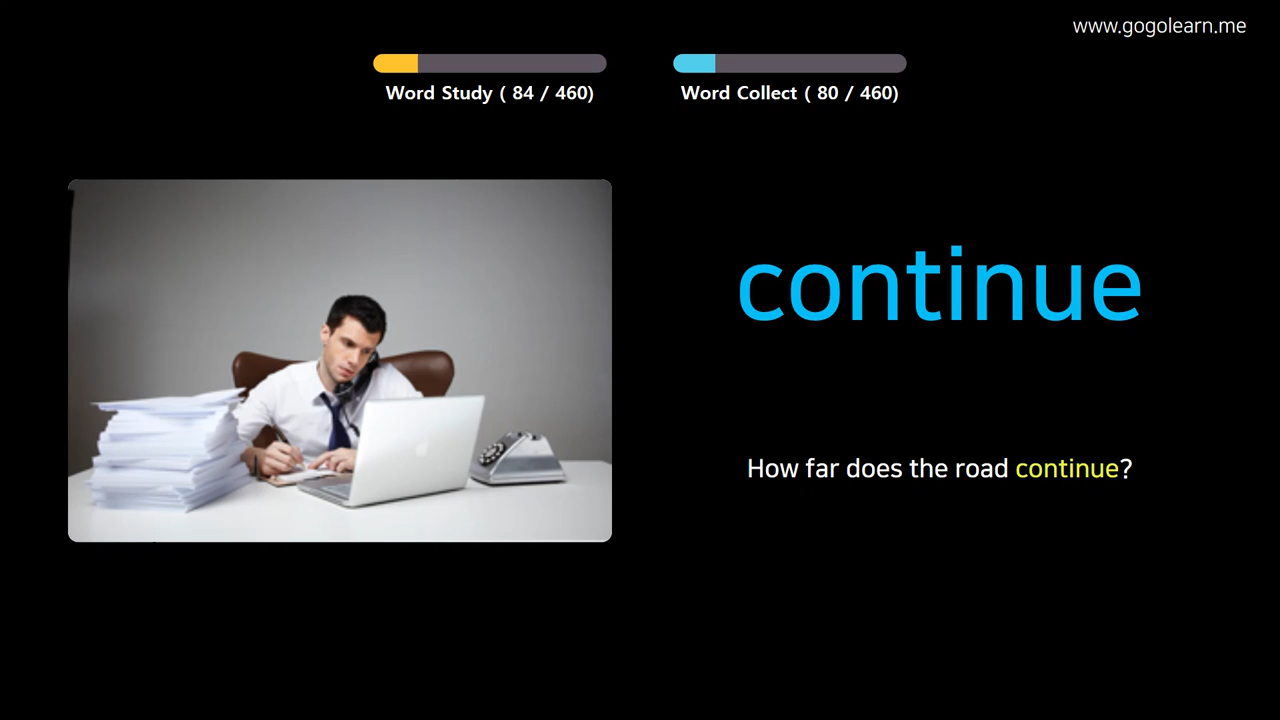 www.gogolearn.me
Word Study ( 84 / 460)
Word Collect ( 80 / 460)
continue
How far does the road continue?